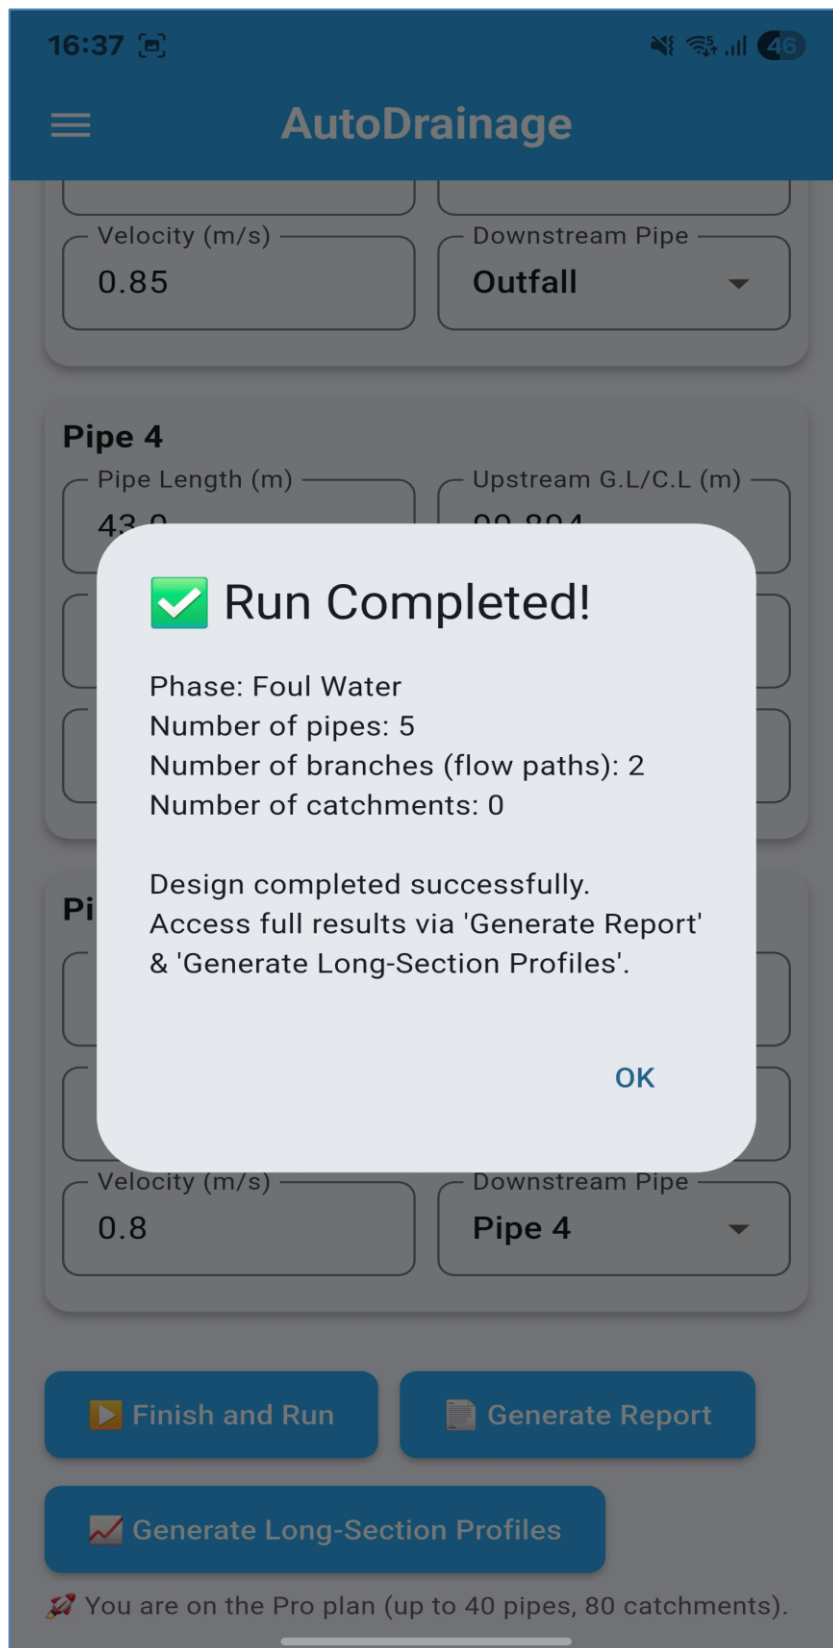 16:37
46
AutoDrainage
Velocity (m/s)
Downstream Pipe
0.85
Outfall
Pipe 4
Pipe Length (m)
Upstream G.L/C.L (m)
✅ Run Completed!
Phase: Foul Water
Number of pipes: 5
Number of branches (flow paths): 2
Number of catchments: 0
Design completed successfully.
Access full results via 'Generate Report'
& 'Generate Long-Section Profiles'.
OK
Velocity (m/s)
Downstream Pipe
0.8
Pipe 4
Finish and Run
Generate Report
Generate Long-Section Profiles
🚀 You are on the Pro plan (up to 40 pipes, 80 catchments).